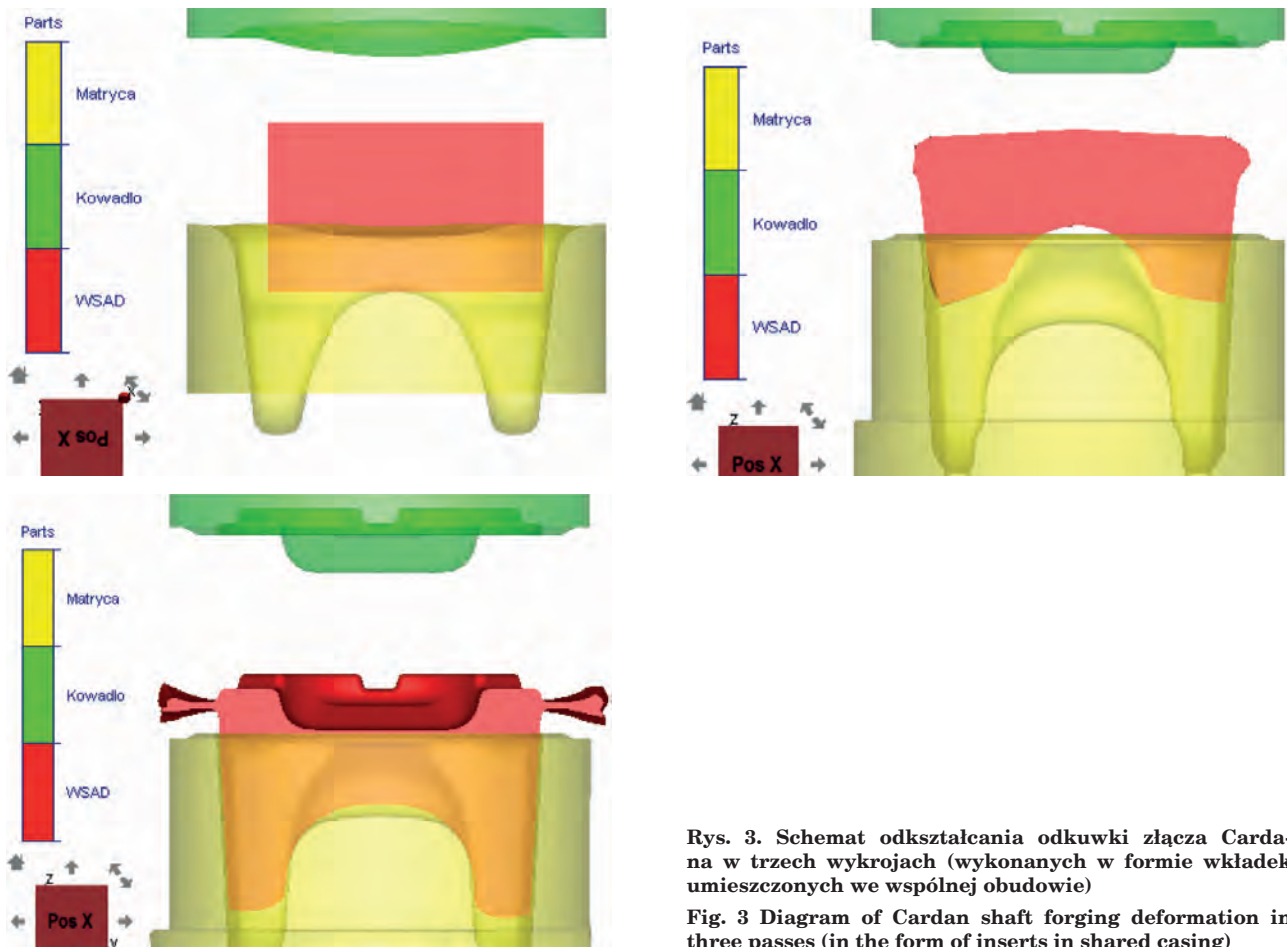 Parts
Matryca
Kowadlo
WSAD
X
Pos X
Parts
Matryca
Kowadlo
WSAD
Z
Pos X
Parts
Matryca
Kowadlo
WSAD
Z
Pos X
Y
Rys. 3. Schemat odkształcania odkuwki złącza Carda-
na w trzech wykrojach (wykonanych w formie wkładek
umieszczonych we wspólnej obudowie)
Fig. 3 Diagram of Cardan shaft forging deformation in
three passes (in the form of inserts in shared casing)